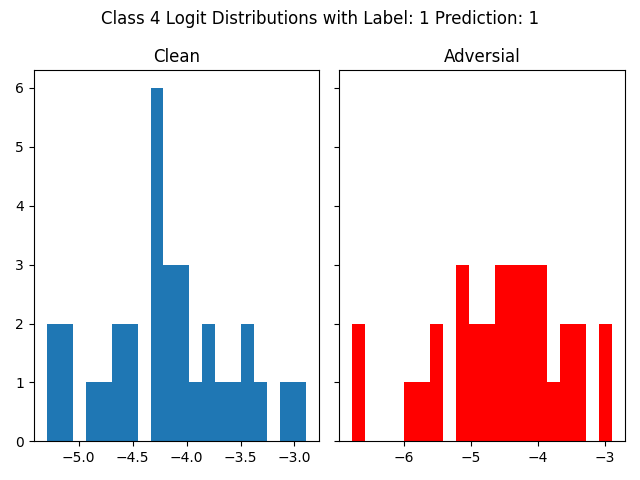 Class 4 Logit Distributions with Label: 1 Prediction: 1
Clean
Adversial
6
5
4
3
2
1
0
−5.0 −4.5 −4.0 −3.5 −3.0
−6 −5 −4 −3